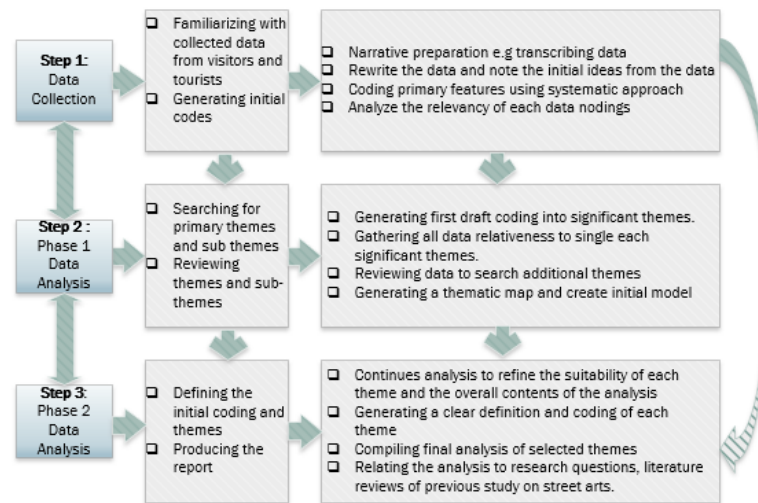 Step 1:
Data
Collection
❑ Familiarizing with
collected data
from visitors and
tourists
❑ Generating initial
codes
❑ Narrative preparation e.g transcribing data
❑ Rewrite the data and note the initial ideas from the data
❑ Coding primary features using systematic approach
❑ Analyze the relevancy of each data nodings
Step 2 :
Phase 1
Data
Analysis
❑ Searching for
primary themes
and sub themes
❑ Reviewing
themes and sub-
themes
❑ Generating first draft coding into significant themes.
❑ Gathering all data relativeness to single each
significant themes.
❑ Reviewing data to search additional themes
❑ Generating a thematic map and create initial model
Step 3:
Phase 2
Data
Analysis
❑ Defining the
initial coding and
themes
❑ Producing the
report
❑ Continues analysis to refine the suitability of each
theme and the overall contents of the analysis
❑ Generating a clear definition and coding of each
theme
❑ Compiling final analysis of selected themes
❑ Relating the analysis to research questions, literature
reviews of previous study on street arts.